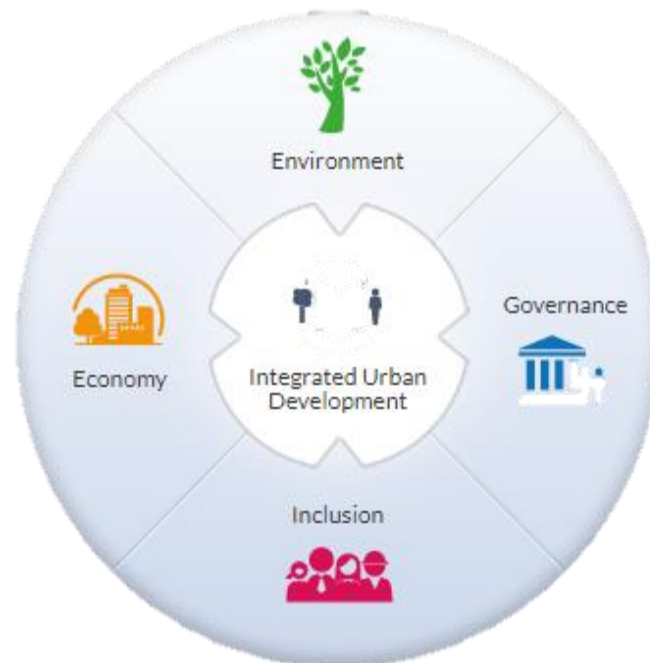 Environment
Governance
Economy
Integrated Urban
Development
Inclusion